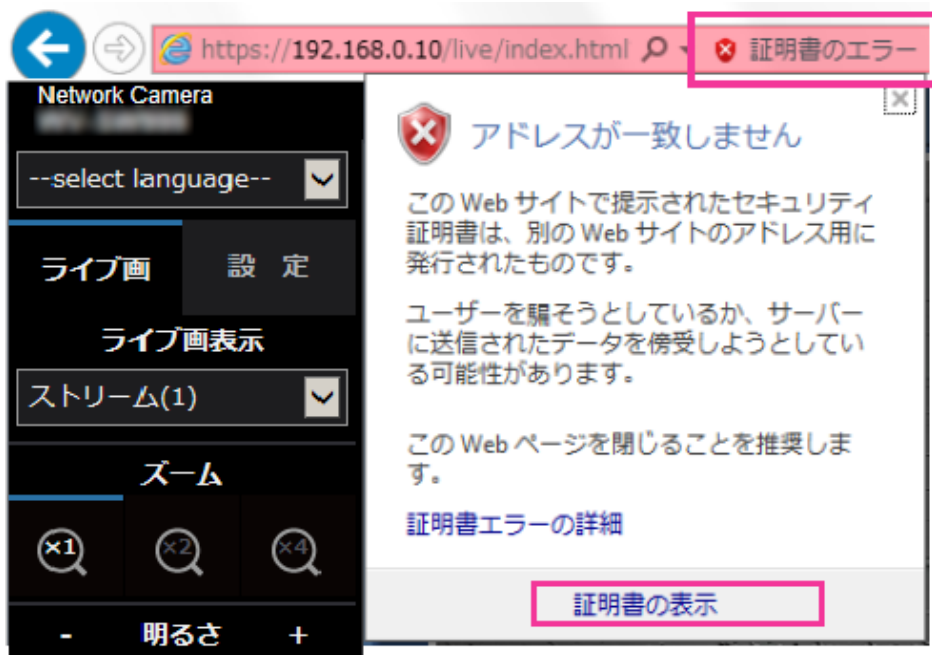 https://192.168.0.10/live/index.html
証明書のエラー
Network Camera
--select language--
ライブ画
設 定
ライブ画表示
ストリーム(1)
ズーム
×1
×2
×4
- 明るさ +
アドレスが一致しません
この Web サイトで提示されたセキュリティ
証明書は、別の Web サイトのアドレス用に
発行されたものです。
ユーザーを騙そうとしているか、サーバー
に送信されたデータを傍受しようとしてい
る可能性があります。
この Web ページを閉じることを推奨しま
す。
証明書エラーの詳細
証明書の表示